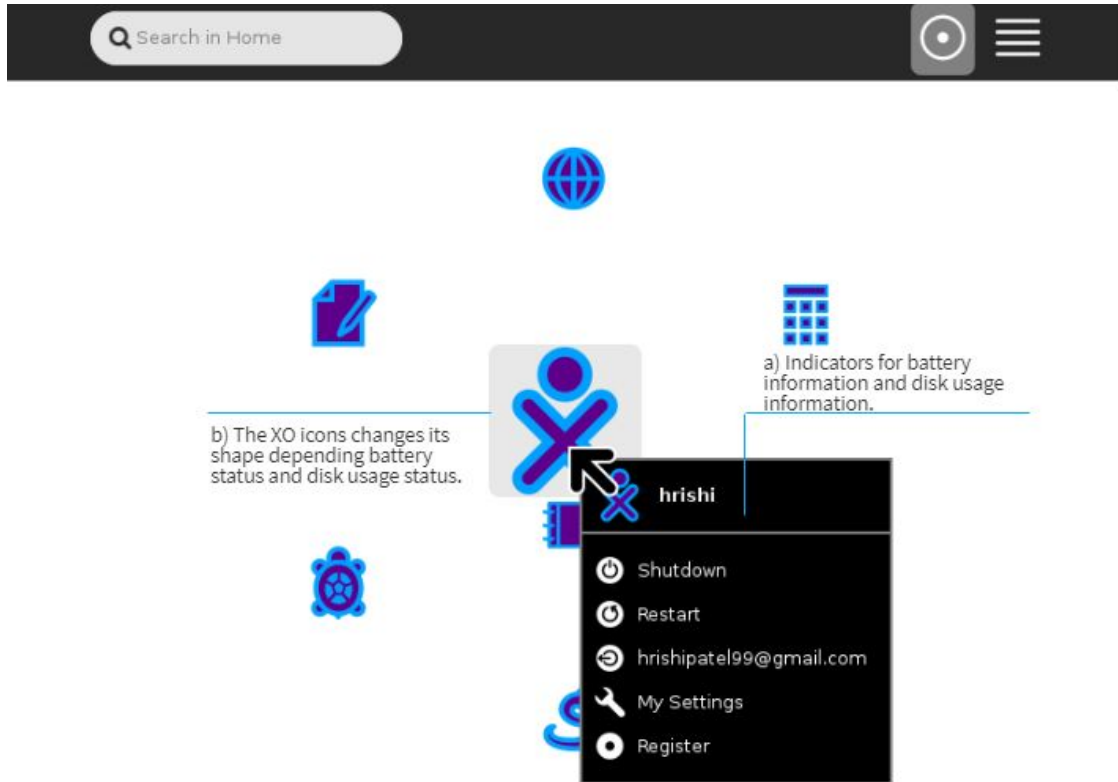 Search in Home
a) Indicators for battery
information and disk usage
information.
b) The XO icons changes its
shape depending battery
status and disk usage status.
hrishi
Shutdown
Restart
hrishipatel99@gmail.com
My Settings
Register